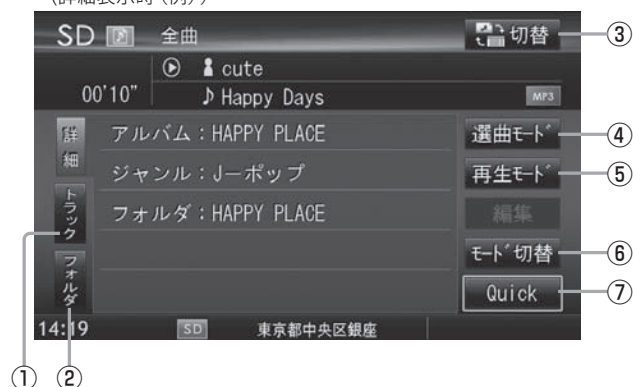 (詳細表示時(例))
SD 全曲
切替
③
cute
00'10"
Happy Days
MP3
詳細
アルバム：HAPPY PLACE
選曲ﾓｰﾄﾞ
④
ジャンル：Jーポップ
再生ﾓｰﾄﾞ
⑤
トラック
フォルダ：HAPPY PLACE
編集
フォルダ
ﾓｰﾄﾞ切替
⑥
Quick
⑦
14:19
SD
東京都中央区銀座
① ②